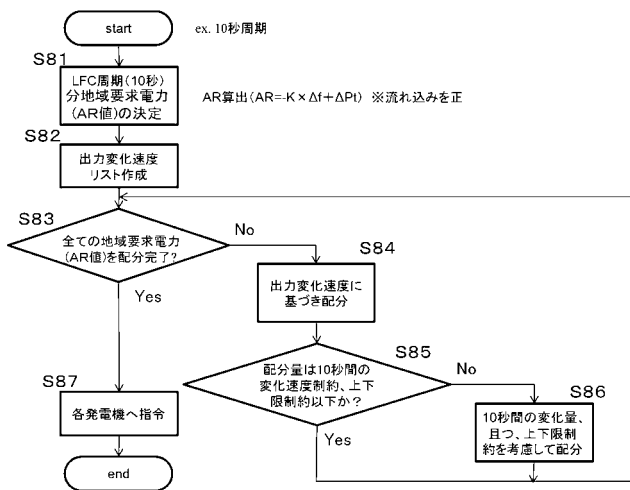 start
ex. 10秒周期
S81
LFC周期(10秒)
分地域要求電力
(AR値)の決定
AR算出(AR=-K×Δf+ΔPt) ※流れ込みを正
S82
出力変化速度
リスト作成
S83
全ての地域要求電力
(AR値)を配分完了?
No
Yes
S84
出力変化速度に
基づき配分
S85
配分量は10秒間の
変化速度制約、上下
限制約以下か?
No
Yes
S86
10秒間の変化量、
且つ、上下限制
約を考慮して配分
S87
各発電機へ指令
end